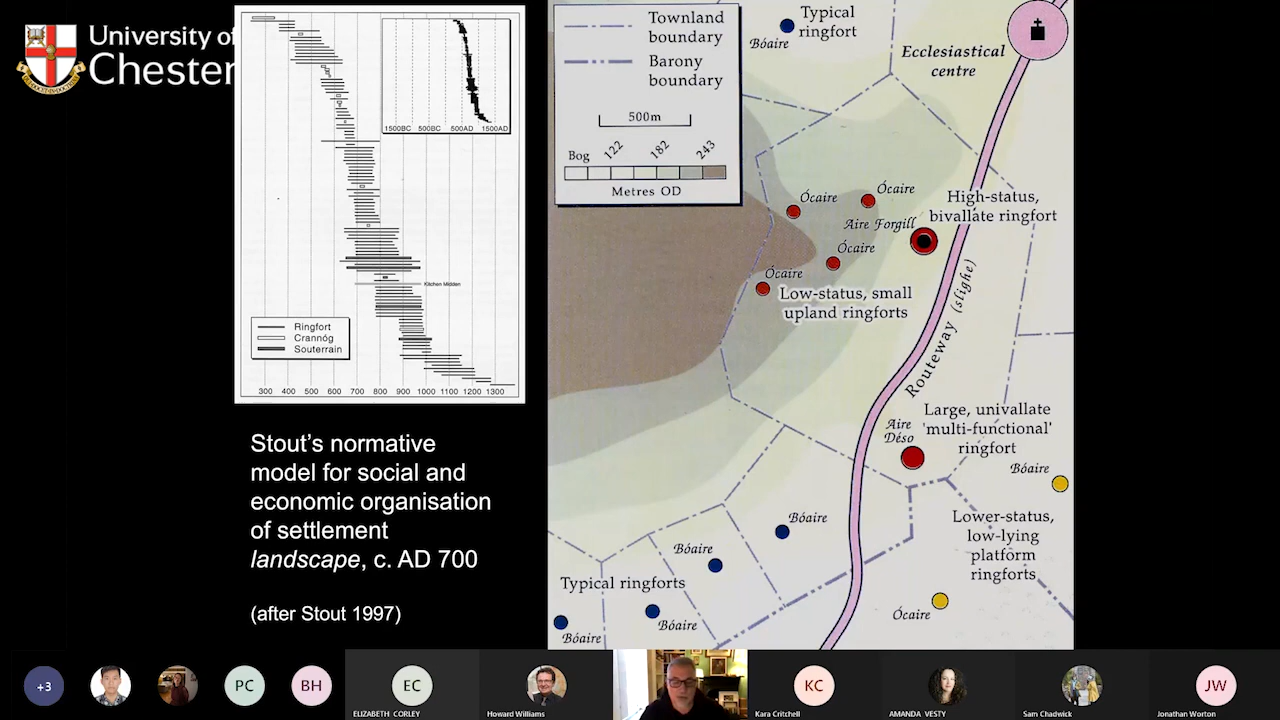 University of
Chester
1500BC 500BC 500AD 1500AD
Kitchen Midden
Ringfort
Crannóg
Souterrain
300 400 500 600 700 800 900 1000 1100 1200 1300
Stout's normative
model for social and
economic organisation
of settlement
landscape, c. AD 700
(after Stout 1997)
Townland
boundary
Barony
boundary
500m
Bog 122 182 243
Metres OD
Typical
ringfort
Bóaire
Ecclesiastical
centre
Ócaire
Ócaire
High-status,
bivallate ringfort
Aire Forgill
Ócaire
Ócaire
Low-status, small
upland ringforts
Routeway (slighe)
Large, univallate
'multi-functional'
ringfort
Aire
Déso
Bóaire
Bóaire
Lower-status,
low-lying
platform
ringforts
Bóaire
Typical ringforts
Ócaire
Bóaire
Bóaire
+3
PC
BH
EC
KC
JW
ELIZABETH CORLEY
Howard Williams
Kara Critchell
AMANDA VESTY
Sam Chadwick
Jonathan Worton